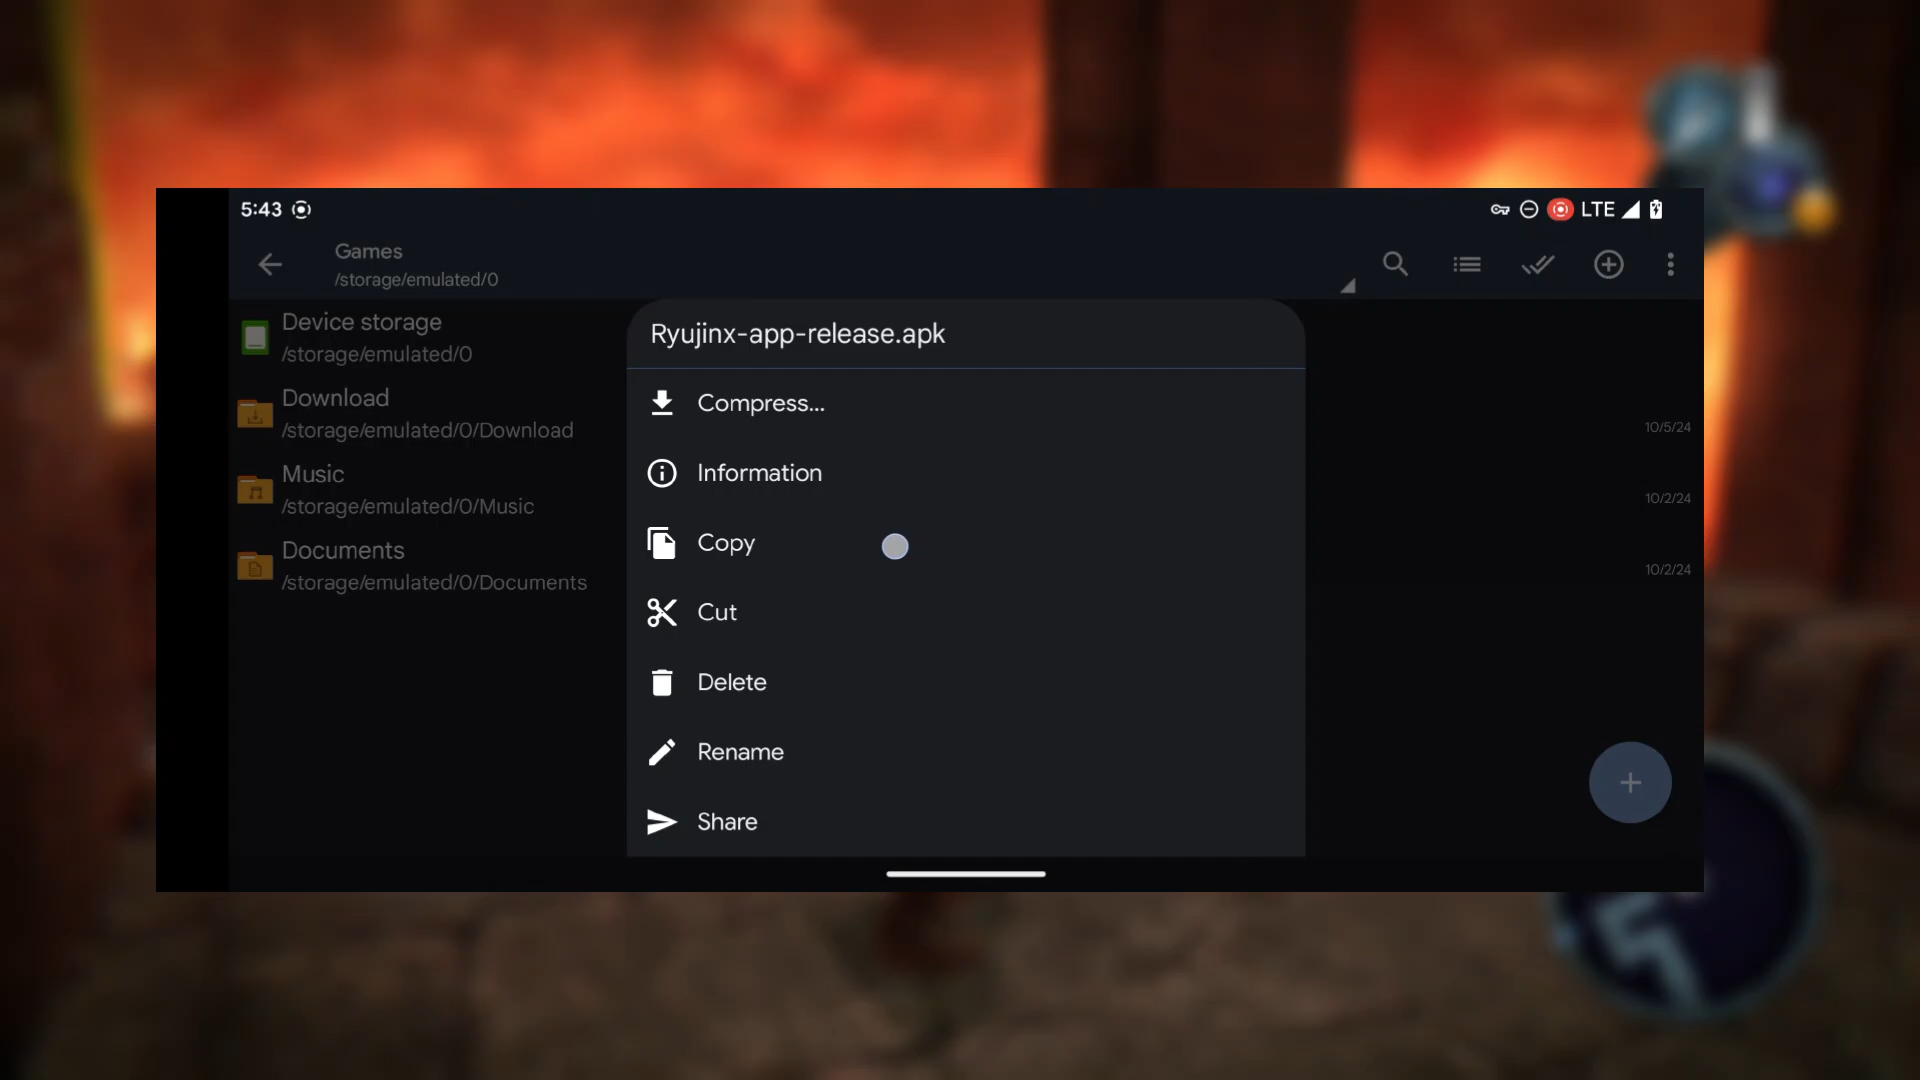 5:43
LTE
Games
/storage/emulated/0
Device storage
/storage/emulated/0
Download
/storage/emulated/0/Download
Music
/storage/emulated/0/Music
Documents
/storage/emulated/0/Documents
Ryujinx-app-release.apk
Compress...
Information
Copy
Cut
Delete
Rename
Share
10/5/24
10/2/24
10/2/24